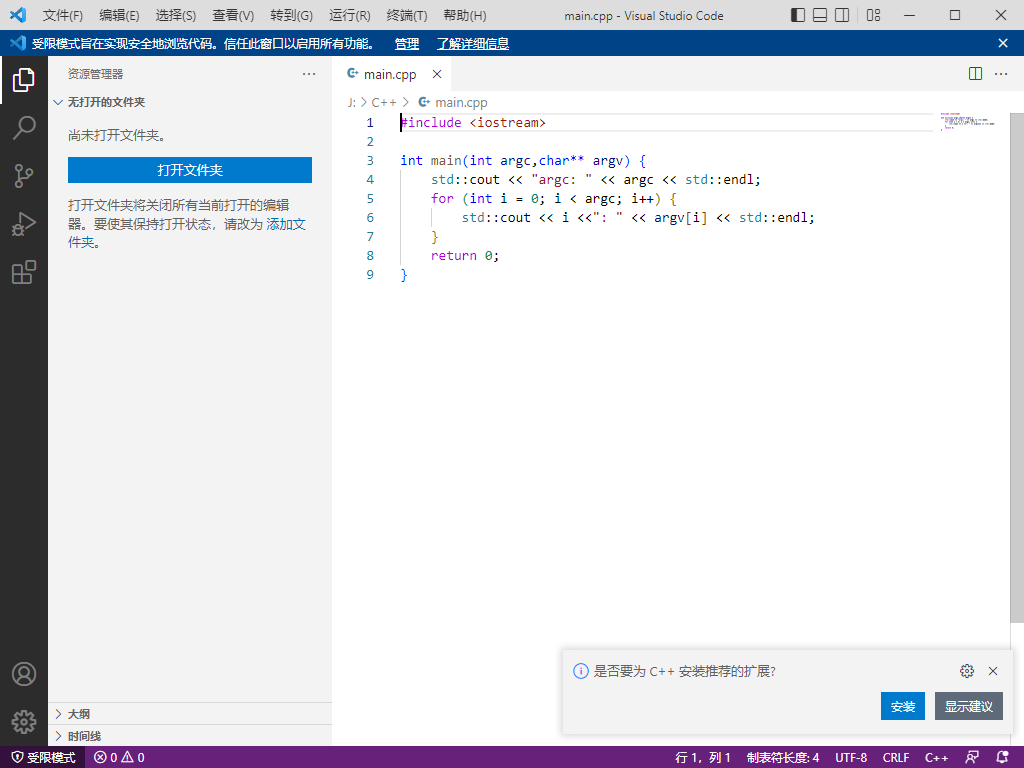 文件(F) 编辑(E) 选择(S) 查看(V) 转到(G) 运行(R) 终端(T) 帮助(H) main.cpp - Visual Studio Code
受限模式旨在实现安全地浏览代码。信任此窗口以启用所有功能。 管理 了解详细信息
资源管理器
无打开的文件夹
尚未打开文件夹。
打开文件夹
打开文件夹将关闭所有当前打开的编辑
器。要使其保持打开状态，请改为 添加文
件夹。
大纲
时间线
main.cpp
J: > C++ > main.cpp
1 #include <iostream>
2
3 int main(int argc,char** argv) {
4 std::cout << "argc: " << argc << std::endl;
5 for (int i = 0; i < argc; i++) {
6 std::cout << i <<": " << argv[i] << std::endl;
7 }
8 return 0;
9 }
是否要为 C++ 安装推荐的扩展?
安装 显示建议
受限模式 0 0 行 1，列 1 制表符长度: 4 UTF-8 CRLF C++